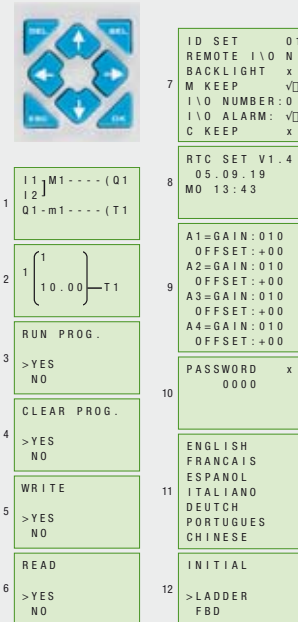 SEL DEL
ESC OK
1
I1┐M1----(Q1
I2┘
Q1-m1----(T1
2
1
1
10.00 T1
3
RUN PROG.
>YES
NO
4
CLEAR PROG.
>YES
NO
5
WRITE
>YES
NO
6
READ
>YES
NO
7
ID SET 01
REMOTE I\O N
BACKLIGHT x
M KEEP √
I\O NUMBER:0
I\O ALARM: √
C KEEP x
8
RTC SET V1.4
05.09.19
MO 13:43
9
A1=GAIN:010
OFFSET:+00
A2=GAIN:010
OFFSET:+00
A3=GAIN:010
OFFSET:+00
A4=GAIN:010
OFFSET:+00
10
PASSWORD x
0000
11
ENGLISH
FRANCAIS
ESPANOL
ITALIANO
DEUTCH
PORTUGUES
CHINESE
12
INITIAL
>LADDER
FBD